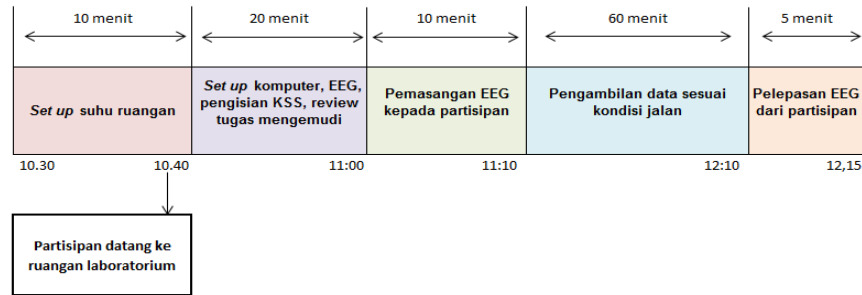 10 menit
20 menit
10 menit
60 menit
5 menit
Set up suhu ruangan
Set up komputer, EEG,
pengisian KSS, review
tugas mengemudi
Pemasangan EEG
kepada partisipan
Pengambilan data sesuai
kondisi jalan
Pelepasan EEG
dari partisipan
10.30
10.40
11:00
11:10
12:10
12,15
Partisipan datang ke
ruangan laboratorium